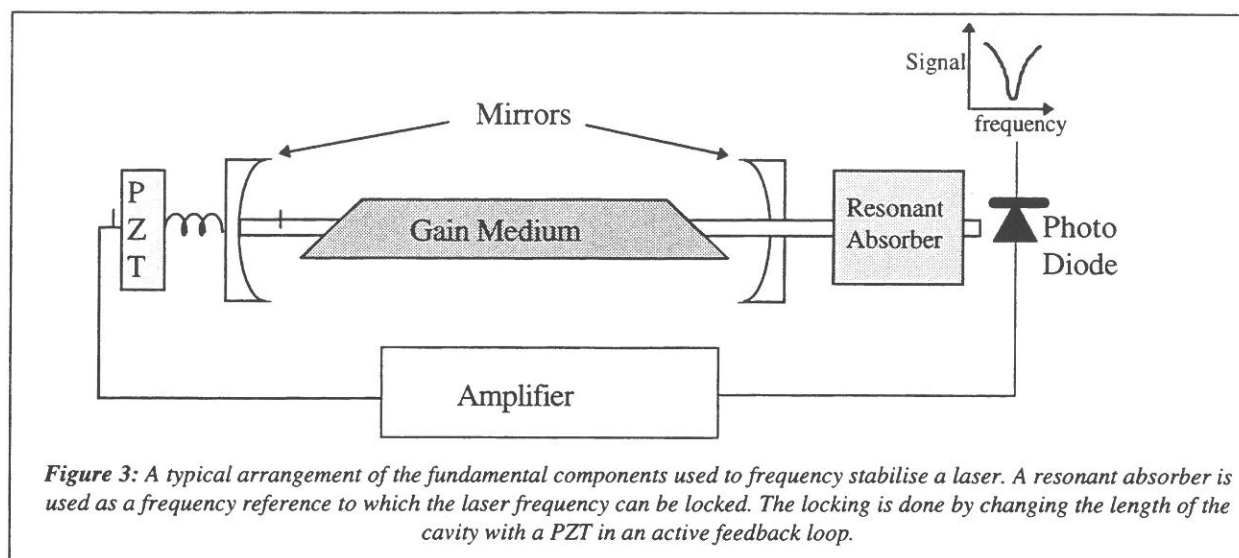 Signal
frequency
Mirrors
P
Z
T
Gain Medium
Resonant
Absorber
Photo
Diode
Amplifier
Figure 3: A typical arrangement of the fundamental components used to frequency stabilise a laser. A resonant absorber is
used as a frequency reference to which the laser frequency can be locked. The locking is done by changing the length of the
cavity with a PZT in an active feedback loop.